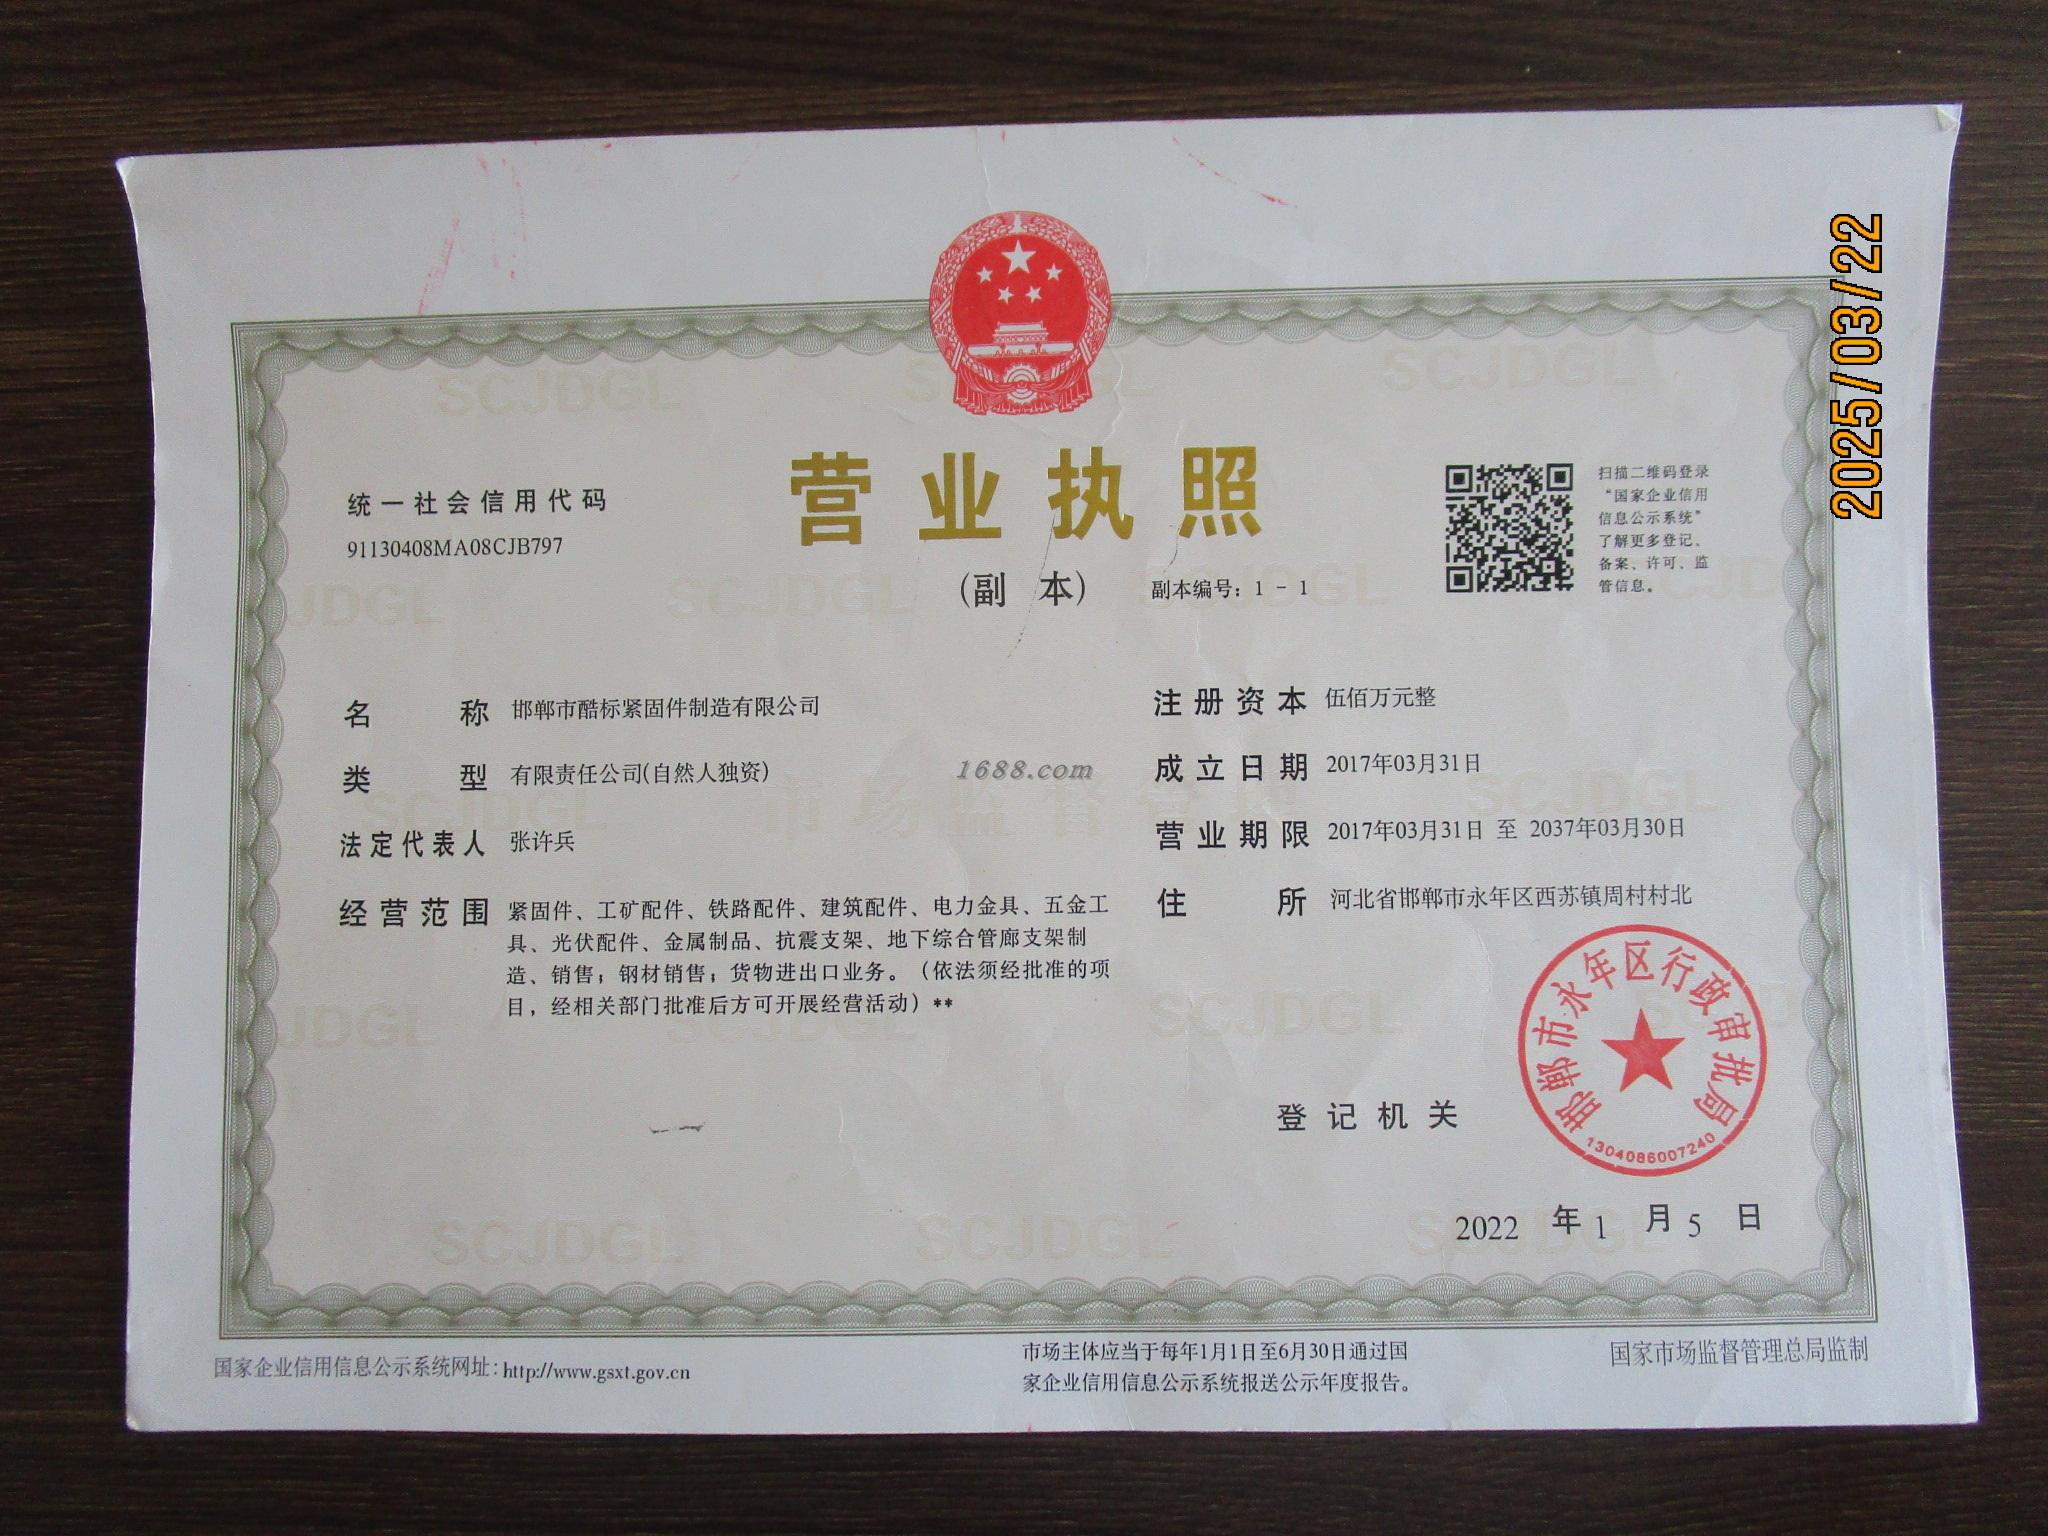 2025/03/22
营业执照
(副 本)
副本编号：1 - 1
统一社会信用代码
91130408MA08CJB797
扫描二维码登录
“国家企业信用
信息公示系统”
了解更多登记、
备案、许可、监
管信息。
名称 邯郸市酷标紧固件制造有限公司
类型 有限责任公司(自然人独资)
法定代表人 张许兵
经营范围 紧固件、工矿配件、铁路配件、建筑配件、电力金具、五金工
具、光伏配件、金属制品、抗震支架、地下综合管廊支架制
造、销售；钢材销售；货物进出口业务。（依法须经批准的项
目，经相关部门批准后方可开展经营活动）**
注册资本 伍佰万元整
成立日期 2017年03月31日
营业期限 2017年03月31日 至 2037年03月30日
住所 河北省邯郸市永年区西苏镇周村村北
1688.com
登记机关
邯郸市永年区行政审批局
1304086007240
2022 年 1 月 5 日
国家企业信用信息公示系统网址：http://www.gsxt.gov.cn
市场主体应当于每年1月1日至6月30日通过国
家企业信用信息公示系统报送公示年度报告。
国家市场监督管理总局监制
SCJDGL